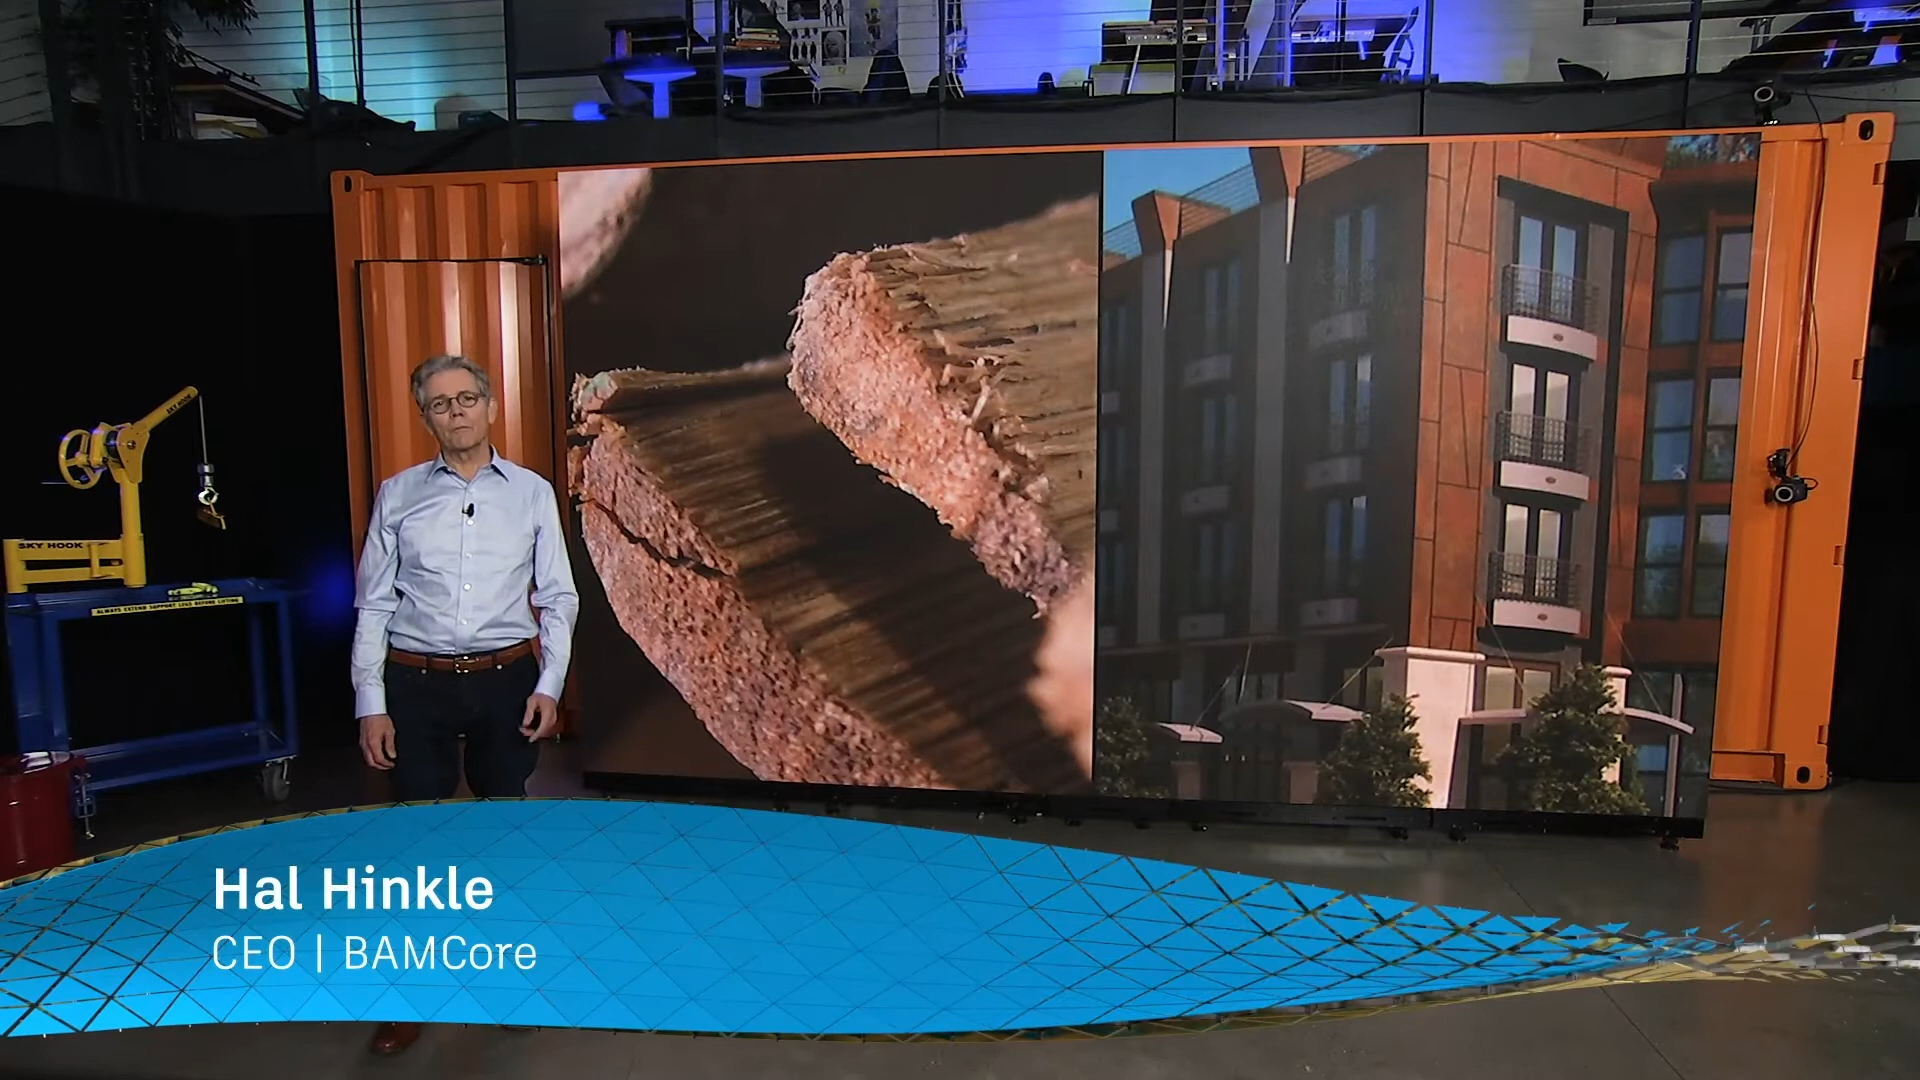 SKY HOOK
SKY HOOK
ALWAYS EXTEND SUPPORT LEGS BEFORE LIFTING
Hal Hinkle
CEO | BAMCore